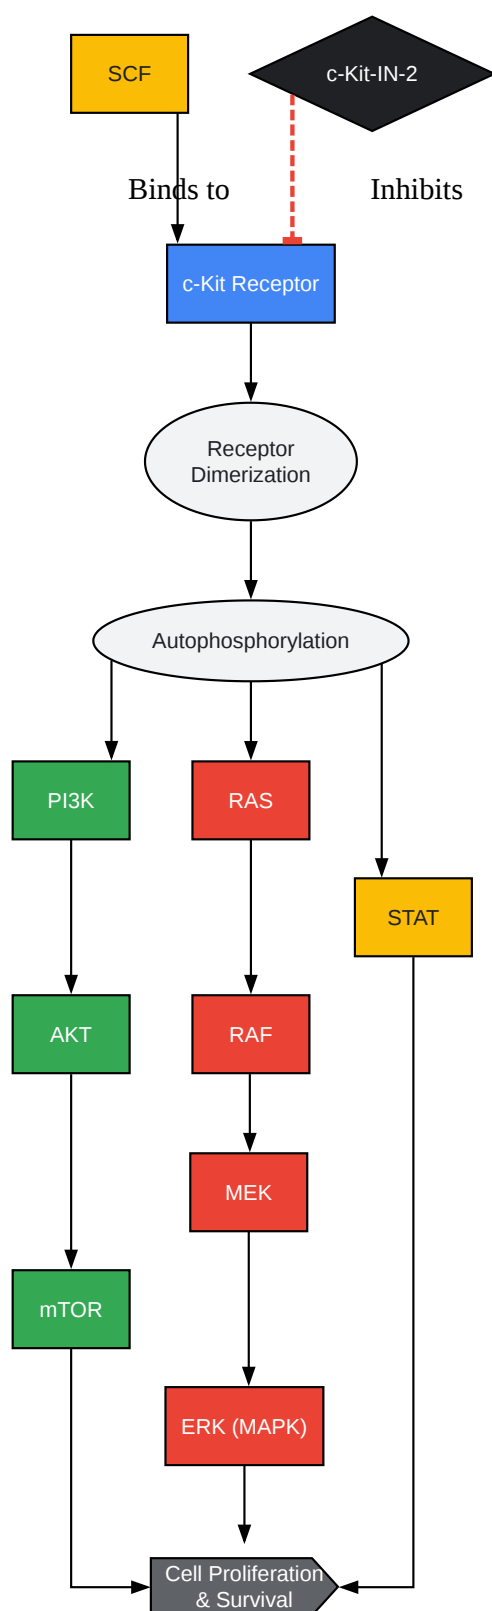 SCF
c-Kit-IN-2
Binds to
Inhibits
c-Kit Receptor
Receptor
Dimerization
Autophosphorylation
PI3K
RAS
STAT
AKT
RAF
MEK
mTOR
ERK (MAPK)
Cell Proliferation
& Survival